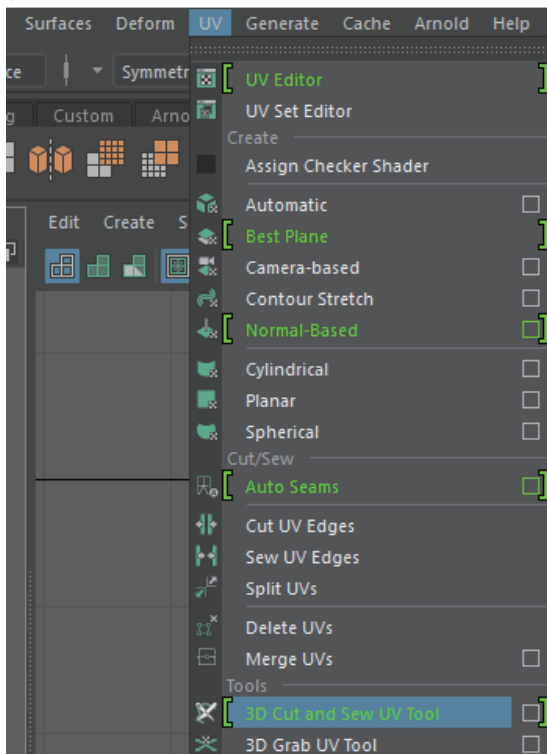 Surfaces Deform UV Generate Cache Arnold Help
ce Symmetr
g Custom Arno
Edit Create S
UV Editor
UV Set Editor
Create
Assign Checker Shader
Automatic
Best Plane
Camera-based
Contour Stretch
Normal-Based
Cylindrical
Planar
Spherical
Cut/Sew
Auto Seams
Cut UV Edges
Sew UV Edges
Split UVs
Delete UVs
Merge UVs
Tools
3D Cut and Sew UV Tool
3D Grab UV Tool